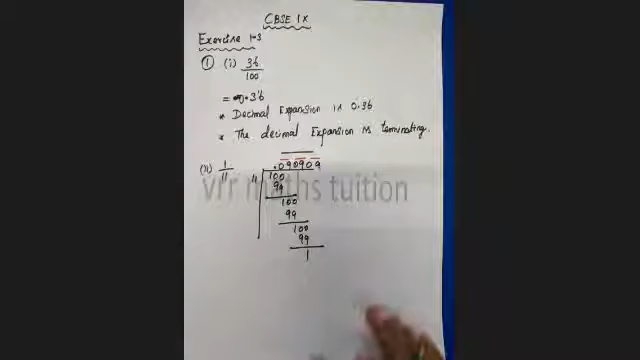 CBSE IX
Exercise 1.3
① (i) 36/100
= 0.36
* Decimal Expansion is 0.36
* The decimal Expansion is terminating.
(ii) 1/11
.090909
11 100
99
100
99
100
99
1
vrr maths tuition